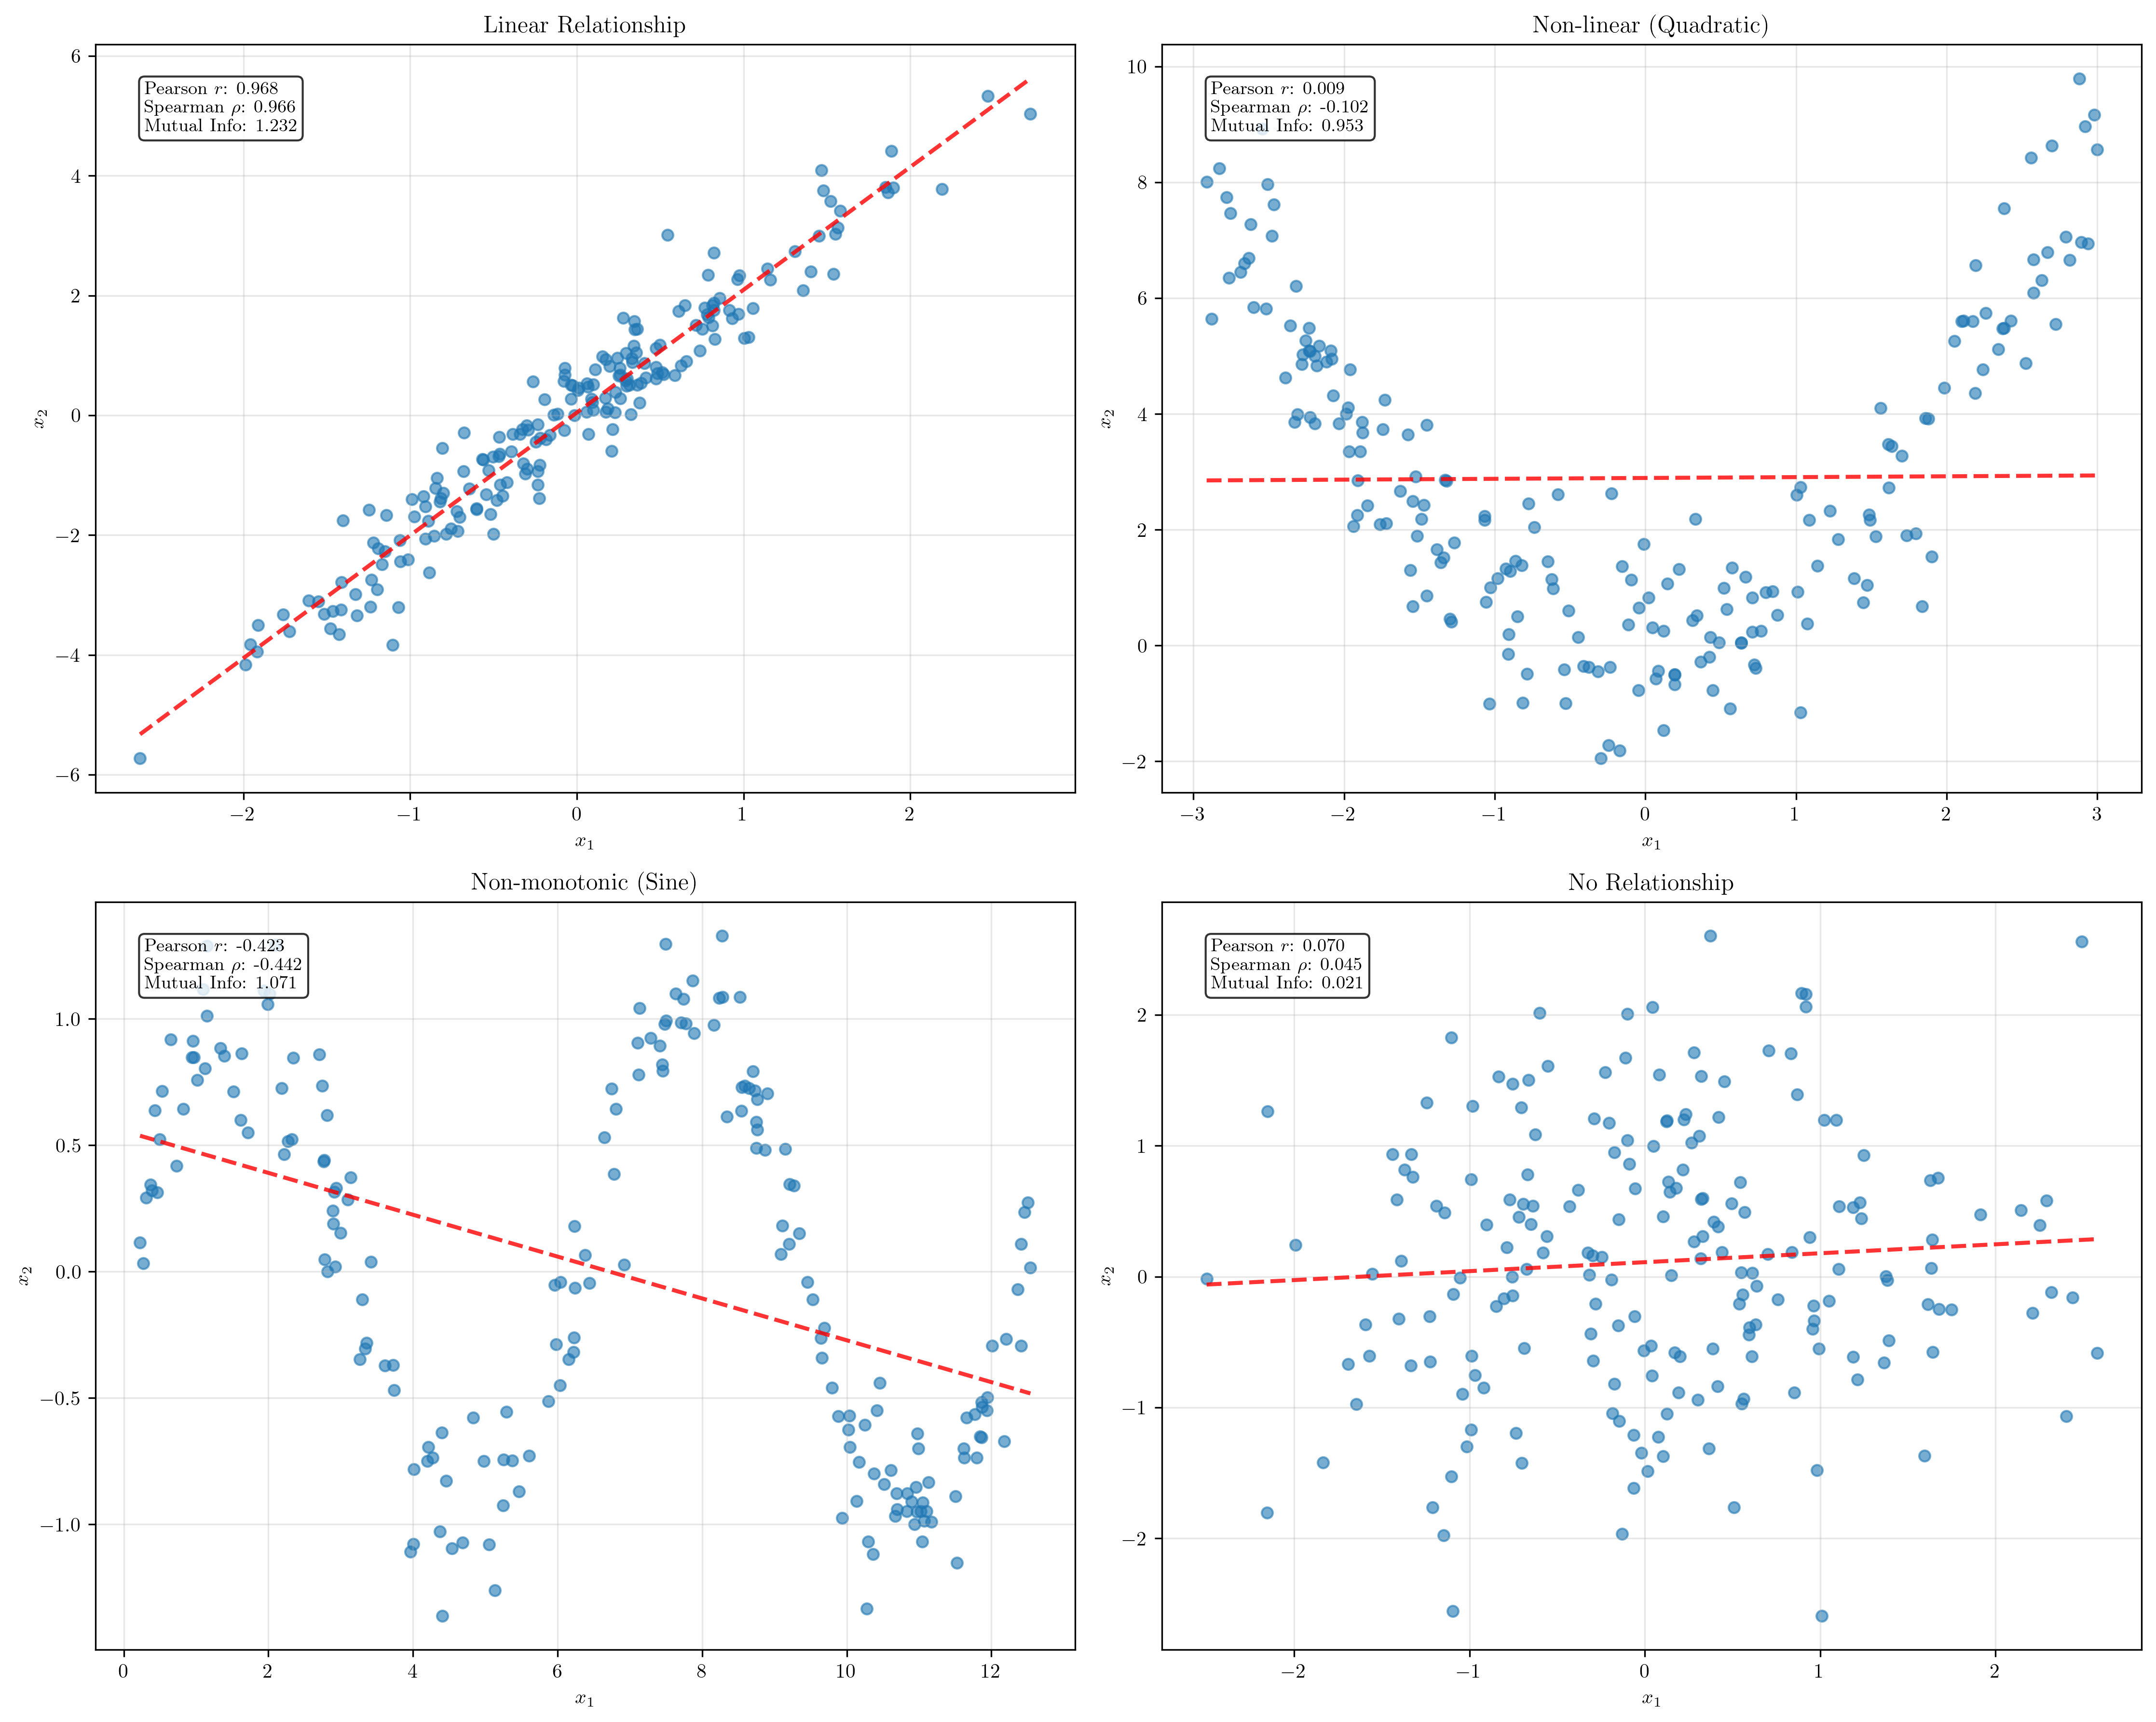 Linear Relationship
Pearson r: 0.968
Spearman ρ: 0.966
Mutual Info: 1.232
6
4
2
0
−2
−4
−6
x₂
−2
−1
0
1
2
x₁
Non-linear (Quadratic)
Pearson r: 0.009
Spearman ρ: -0.102
Mutual Info: 0.953
10
8
6
4
2
0
−2
x₂
−3
−2
−1
0
1
2
3
x₁
Non-monotonic (Sine)
Pearson r: -0.423
Spearman ρ: -0.442
Mutual Info: 1.071
1.0
0.5
0.0
−0.5
−1.0
x₂
0
2
4
6
8
10
12
x₁
No Relationship
Pearson r: 0.070
Spearman ρ: 0.045
Mutual Info: 0.021
2
1
0
−1
−2
x₂
−2
−1
0
1
2
x₁